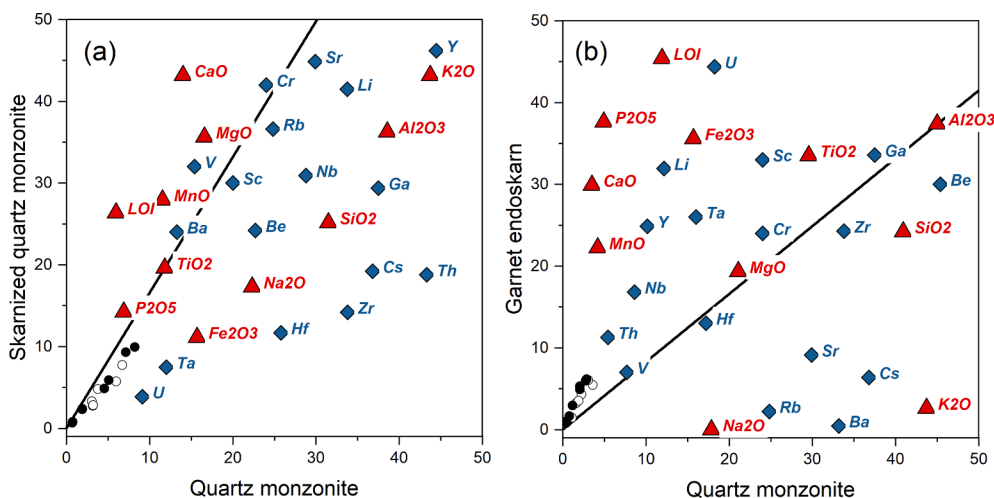 (a)
Skarnized quartz monzonite
50
40
30
20
10
0
CaO
Sr
Y
K2O
Cr
Li
Rb
Al2O3
MgO
V
Nb
Sc
Ga
MnO
LOI
SiO2
Ba
Be
TiO2
Cs
Th
Na2O
P2O5
Zr
Fe2O3
Hf
Ta
U
0 10 20 30 40 50
Quartz monzonite
(b)
Garnet endoskarn
50
40
30
20
10
0
LOI
U
P2O5
Al2O3
Fe2O3
TiO2
Ga
Sc
Li
CaO
Be
Ta
Y
Cr
Zr
SiO2
MnO
MgO
Nb
Hf
Th
Sr
V
Cs
Rb
K2O
Na2O
Ba
0 10 20 30 40 50
Quartz monzonite